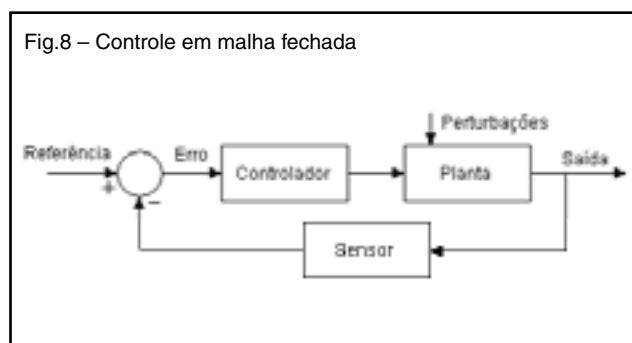 Fig.8 – Controle em malha fechada
Perturbações
Referência
Erro
Saída
+
Controlador
Planta
–
Sensor